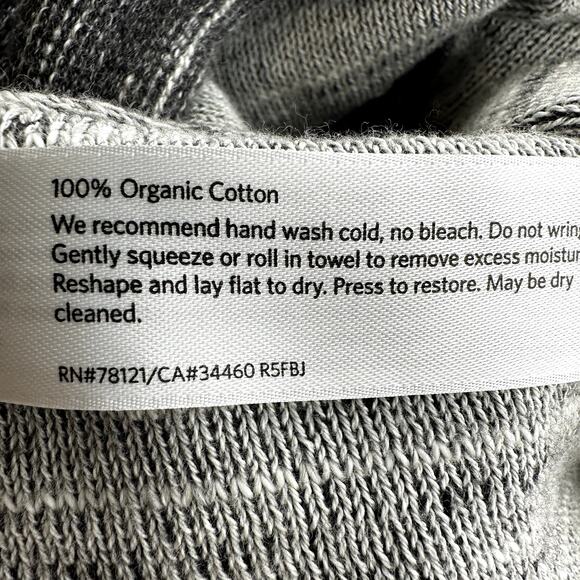 100% Organic Cotton
We recommend hand wash cold, no bleach. Do not wring
Gently squeeze or roll in towel to remove excess moistur
Reshape and lay flat to dry. Press to restore. May be dry
cleaned.
RN#78121/CA#34460 R5FBJ